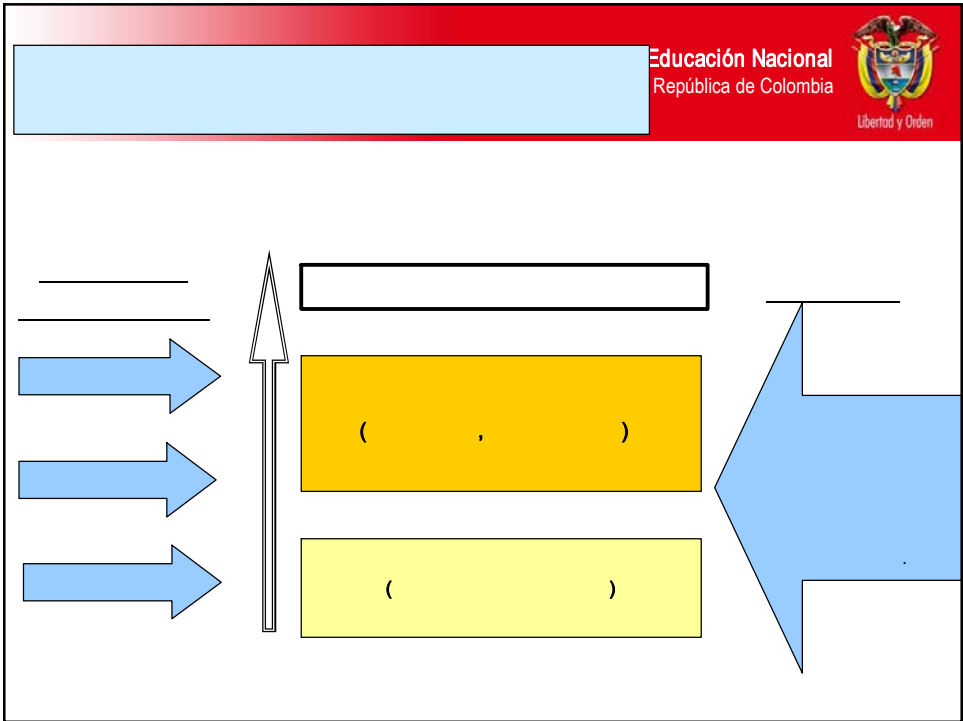 Educación Nacional
República de Colombia
Libertad y Orden
( , )
.
( )